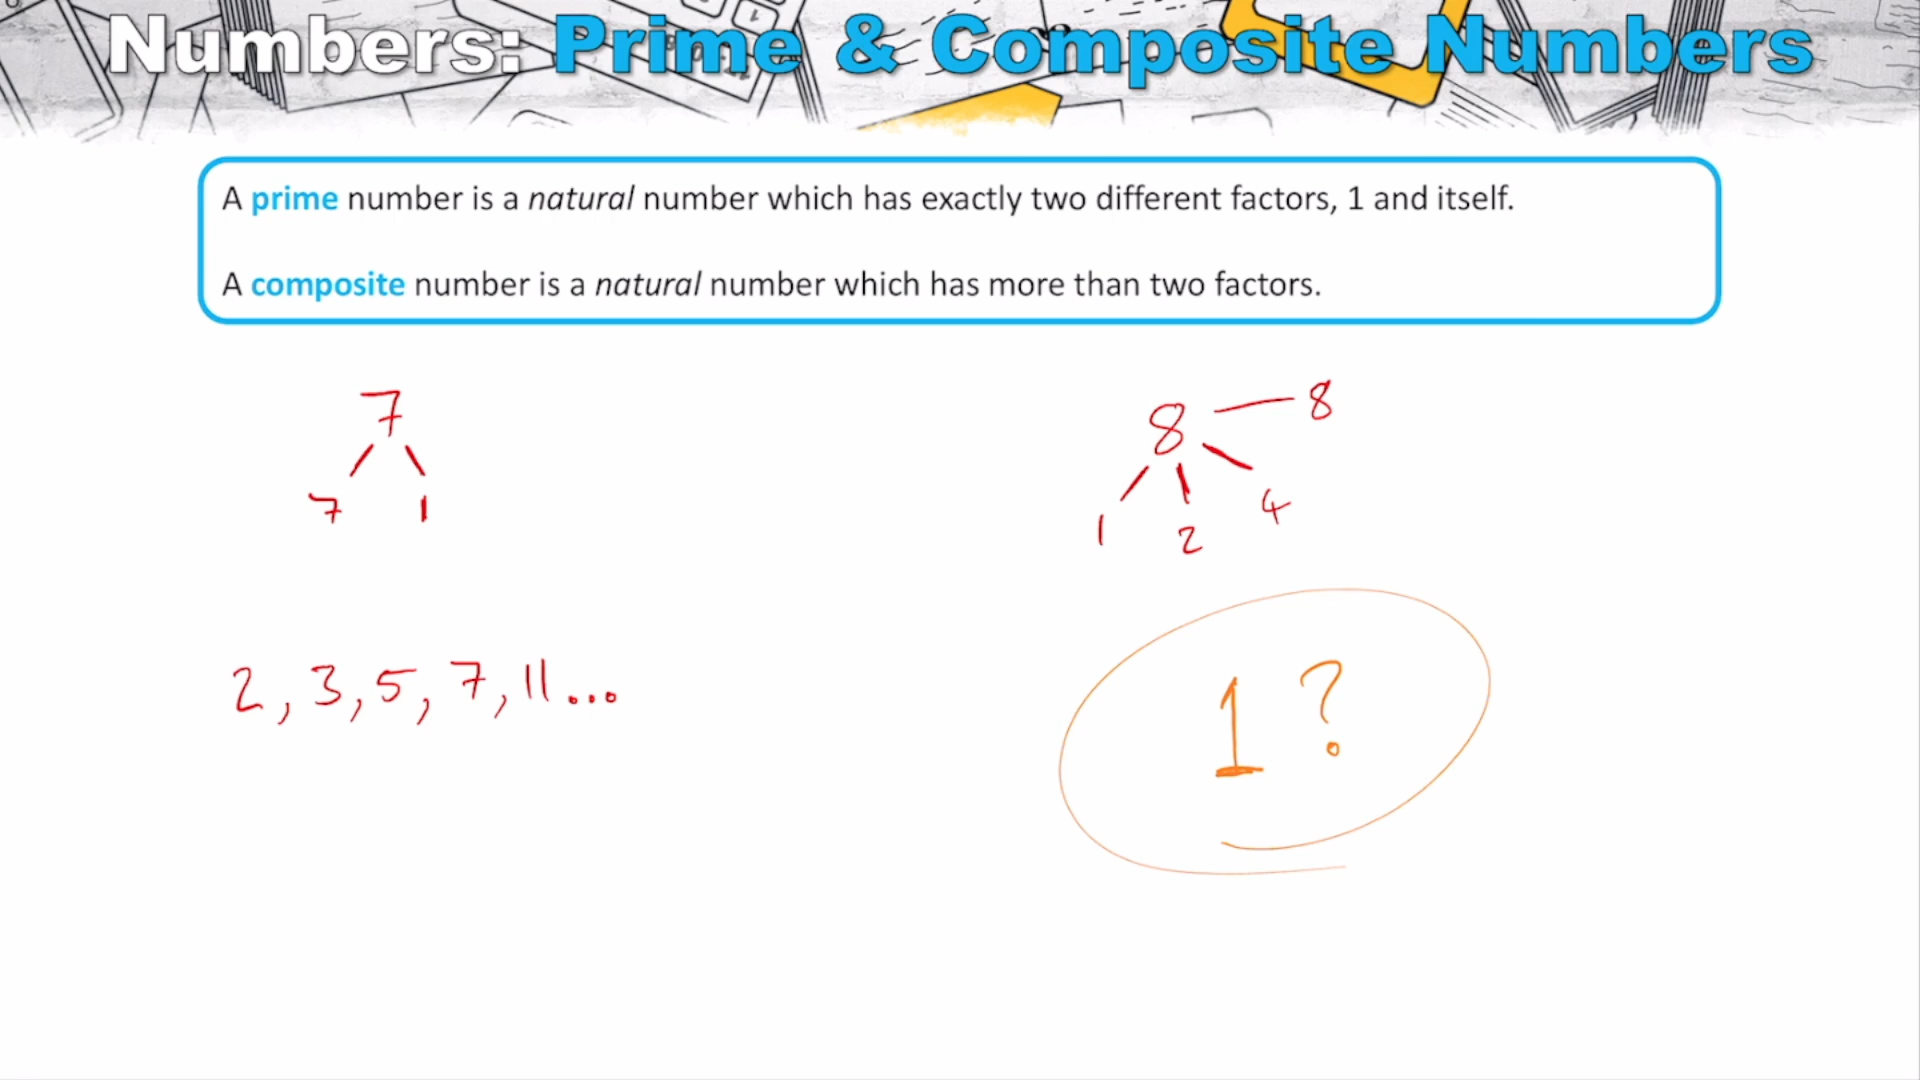 Numbers: Prime & Composite Numbers
A prime number is a natural number which has exactly two different factors, 1 and itself.
A composite number is a natural number which has more than two factors.
7
7 1
8 8
1 2 4
2, 3, 5, 7, 11...
1 ?